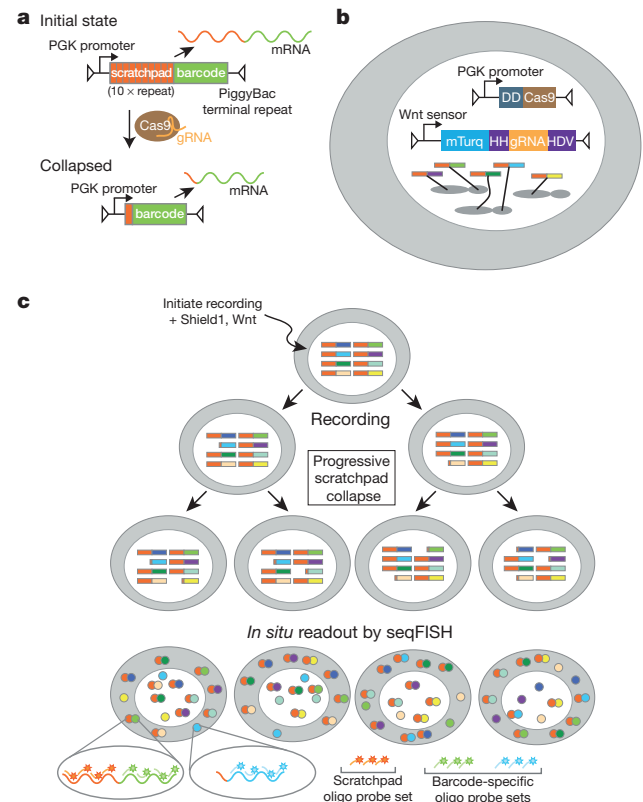 a
Initial state
PGK promoter
mRNA
scratchpad barcode
(10 × repeat)
PiggyBac
terminal repeat
Cas9
gRNA
Collapsed
PGK promoter
mRNA
barcode
b
PGK promoter
DD Cas9
Wnt sensor
mTurq HH gRNA HDV
c
Initiate recording
+ Shield1, Wnt
Recording
Progressive
scratchpad
collapse
In situ readout by seqFISH
Scratchpad
oligo probe set
Barcode-specific
oligo probe sets